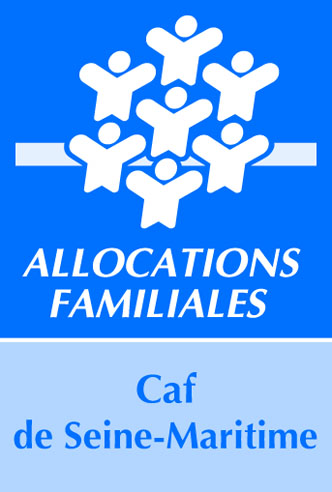 ALLOCATIONS
FAMILIALES
Caf
de Seine-Maritime